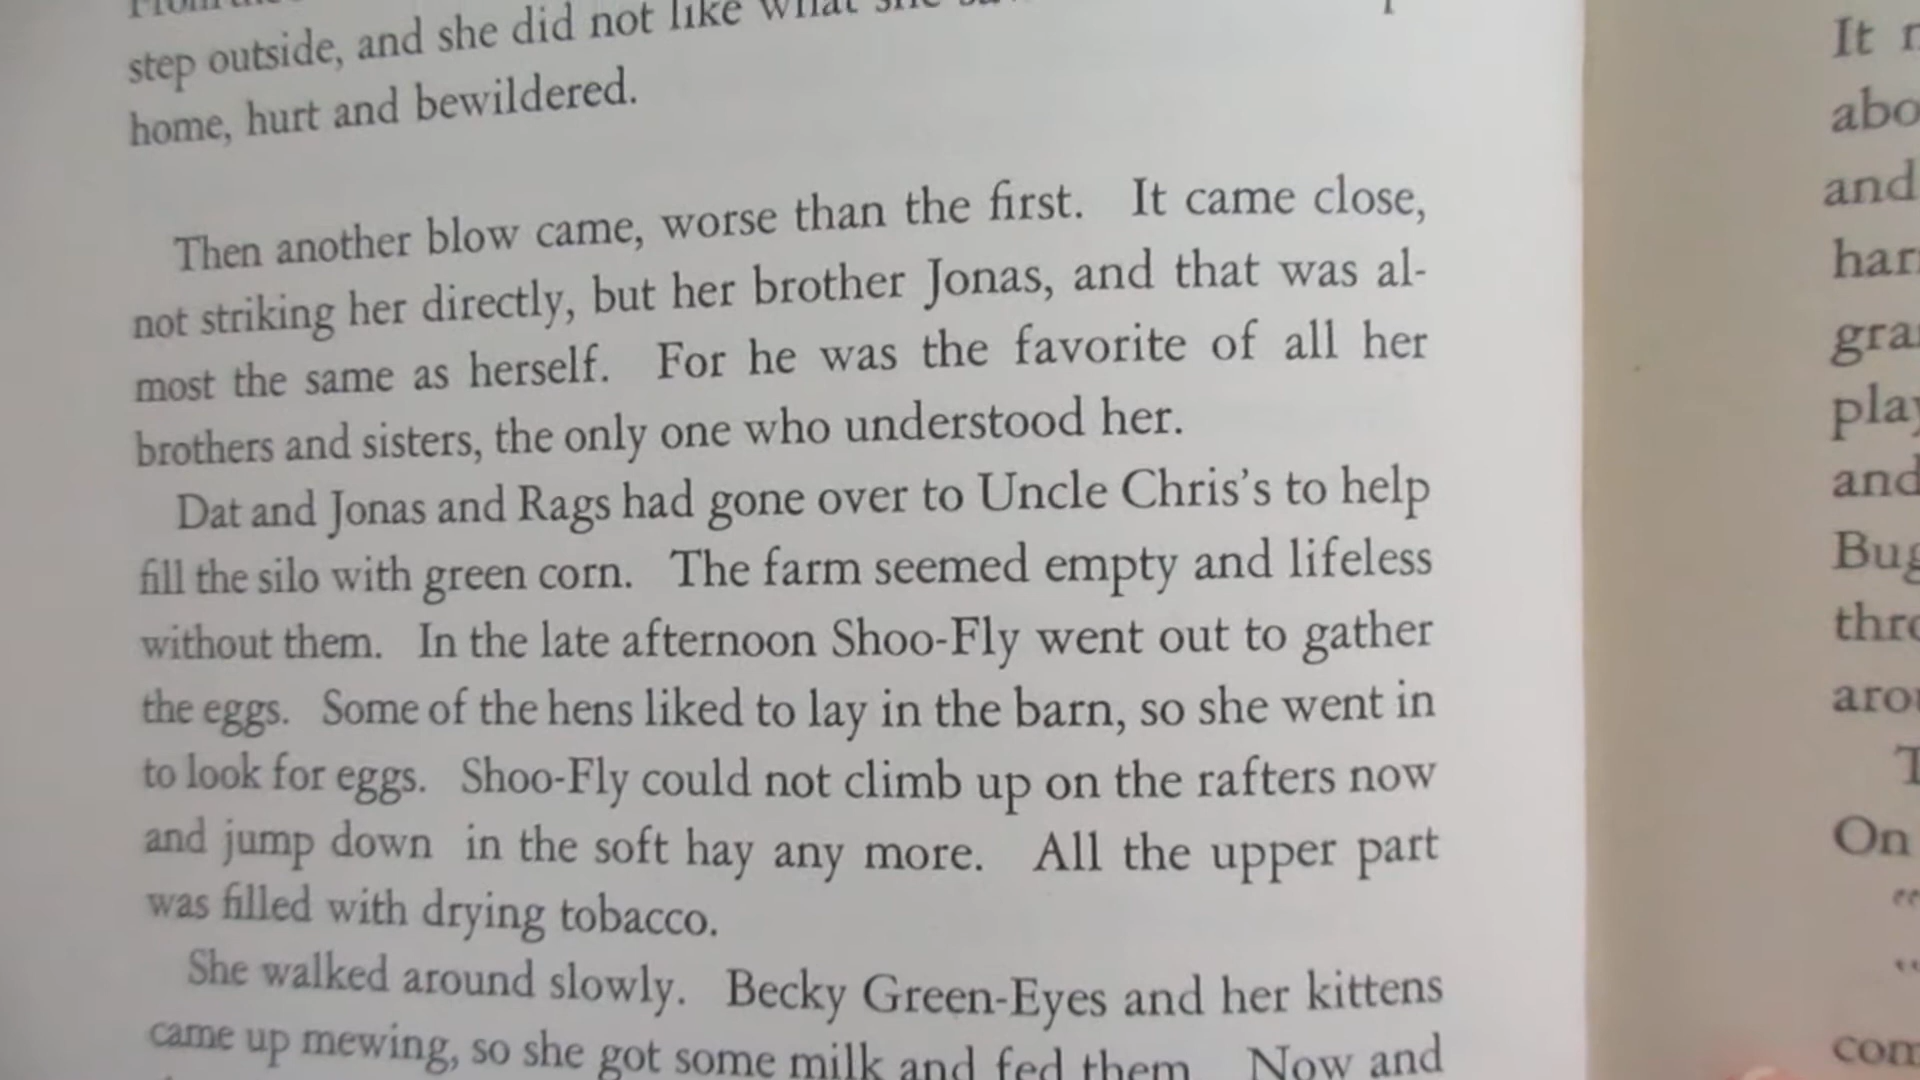 step outside, and she did not like what she
home, hurt and bewildered.
Then another blow came, worse than the first. It came close,
not striking her directly, but her brother Jonas, and that was al-
most the same as herself. For he was the favorite of all her
brothers and sisters, the only one who understood her.
Dat and Jonas and Rags had gone over to Uncle Chris's to help
fill the silo with green corn. The farm seemed empty and lifeless
without them. In the late afternoon Shoo-Fly went out to gather
the eggs. Some of the hens liked to lay in the barn, so she went in
to look for eggs. Shoo-Fly could not climb up on the rafters now
and jump down in the soft hay any more. All the upper part
was filled with drying tobacco.
She walked around slowly. Becky Green-Eyes and her kittens
came up mewing, so she got some milk and fed them. Now and
It
and
and
On